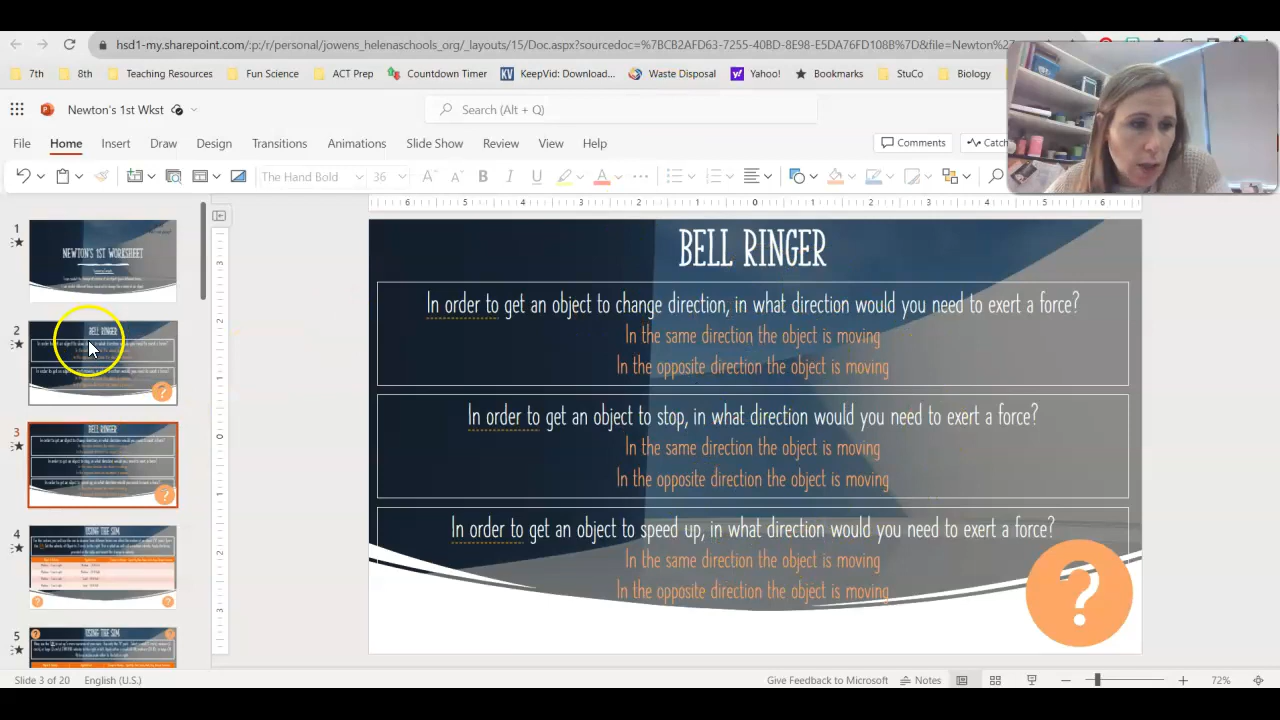 hsd1-my.sharepoint.com/:p:/r/personal/jowens_helenaschools_org/_layouts/15/Doc.aspx?sourcedoc=%7BCB2AFD63-7255-40BD-8E98-E5DA76FD108B%7D&file=Newton%27
7th
8th
Teaching Resources
Fun Science
ACT Prep
Countdown Timer
KeepVid: Download...
Waste Disposal
Yahoo!
Bookmarks
StuCo
Biology
Newton's 1st Wkst
Search (Alt + Q)
File
Home
Insert
Draw
Design
Transitions
Animations
Slide Show
Review
View
Help
Comments
Catch
The Hand Bold
36
1
NEWTON'S 1ST WORKSHEET
2
BELL RINGER
3
BELL RINGER
4
USING THE SIM
5
USING THE SIM
BELL RINGER
In order to get an object to change direction, in what direction would you need to exert a force?
In the same direction the object is moving
In the opposite direction the object is moving
In order to get an object to stop, in what direction would you need to exert a force?
In the same direction the object is moving
In the opposite direction the object is moving
In order to get an object to speed up, in what direction would you need to exert a force?
In the same direction the object is moving
In the opposite direction the object is moving
?
Slide 3 of 20
English (U.S.)
Give Feedback to Microsoft
Notes
72%